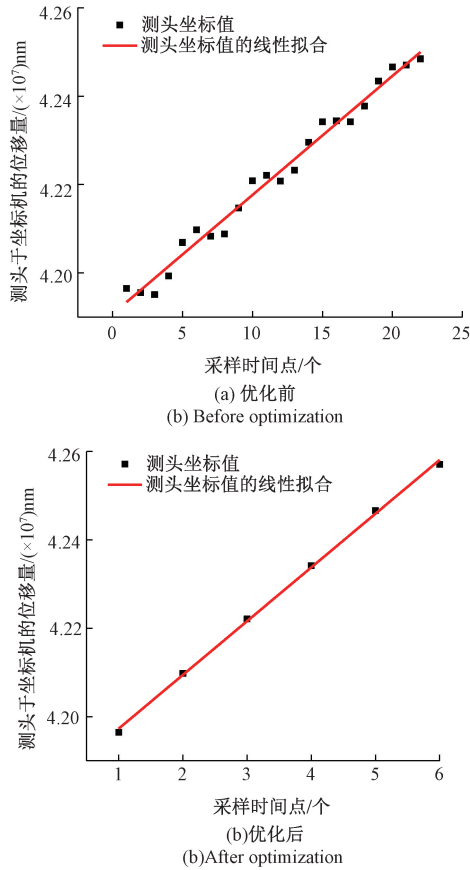 测头于坐标机的位移量/(×10⁷)nm
4.26
4.24
4.22
4.20
测头坐标值
测头坐标值的线性拟合
0 5 10 15 20 25
采样时间点/个
(a) 优化前
(b) Before optimization
测头于坐标机的位移量/(×10⁷)nm
4.26
4.24
4.22
4.20
测头坐标值
测头坐标值的线性拟合
1 2 3 4 5 6
采样时间点/个
(b)优化后
(b)After optimization